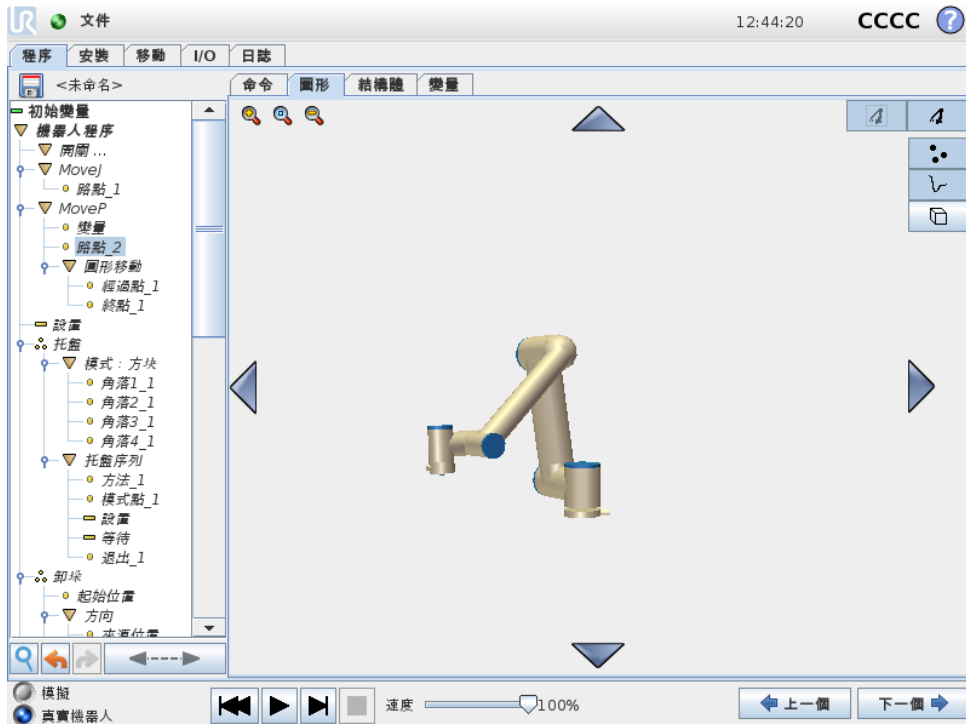 UR 文件 12:44:20 CCCC ?
程序 安裝 移動 I/O 日誌
<未命名>
命令 圖形 結構體 變量
初始變量
機器人程序
開關 ...
MoveJ
路點_1
MoveP
變量
路點_2
圓形移動
經過點_1
終點_1
設置
托盤
模式：方块
角落1_1
角落2_1
角落3_1
角落4_1
托盤序列
方法_1
模式點_1
設置
等待
退出_1
卸垛
起始位置
方向
來源位置
模擬
真實機器人
速度 100%
上一個 下一個